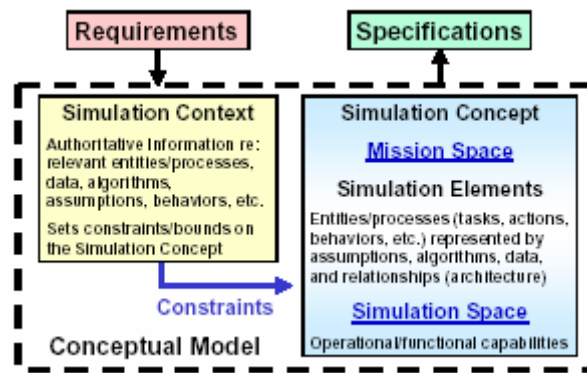 Requirements
Specifications
Simulation Context
Authoritative Information re:
relevant entities/processes,
data, algorithms,
assumptions, behaviors, etc.
Sets constraints/bounds on
the Simulation Concept
Constraints
Conceptual Model
Simulation Concept
Mission Space
Simulation Elements
Entities/processes (tasks, actions,
behaviors, etc.) represented by
assumptions, algorithms, data,
and relationships (architecture)
Simulation Space
Operational/functional capabilities